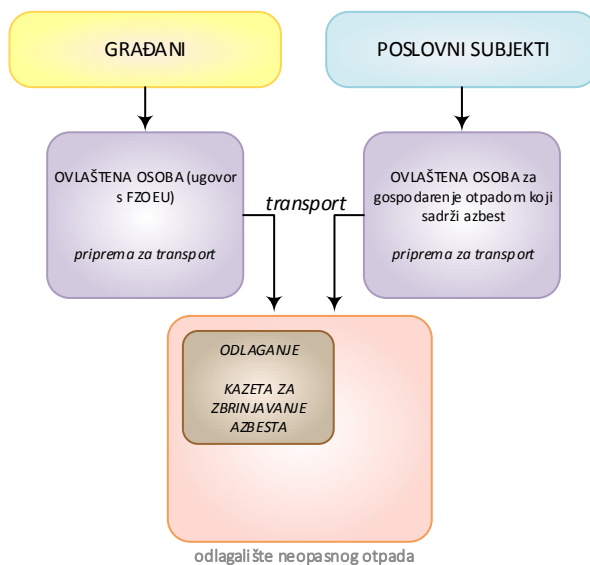 GRAĐANI
POSLOVNI SUBJEKTI
OVLAŠTENA OSOBA (ugovor
s FZOEU)
priprema za transport
transport
OVLAŠTENA OSOBA za
gospodarenje otpadom koji
sadrži azbest
priprema za transport
ODLAGANJE
KAZETA ZA
ZBRINJAVANJE
AZBESTA
odlagalište neopasnog otpada